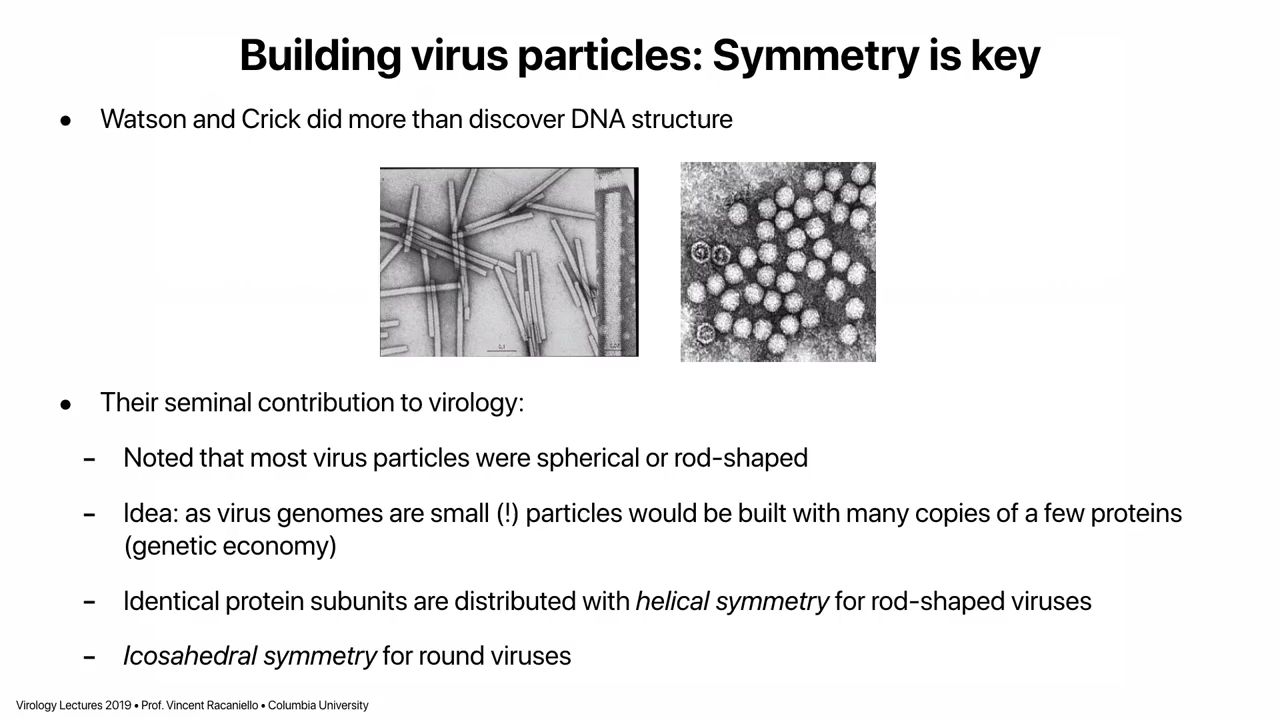 Building virus particles: Symmetry is key
• Watson and Crick did more than discover DNA structure
• Their seminal contribution to virology:
– Noted that most virus particles were spherical or rod-shaped
– Idea: as virus genomes are small (!) particles would be built with many copies of a few proteins
(genetic economy)
– Identical protein subunits are distributed with helical symmetry for rod-shaped viruses
– Icosahedral symmetry for round viruses
Virology Lectures 2019 • Prof. Vincent Racaniello • Columbia University